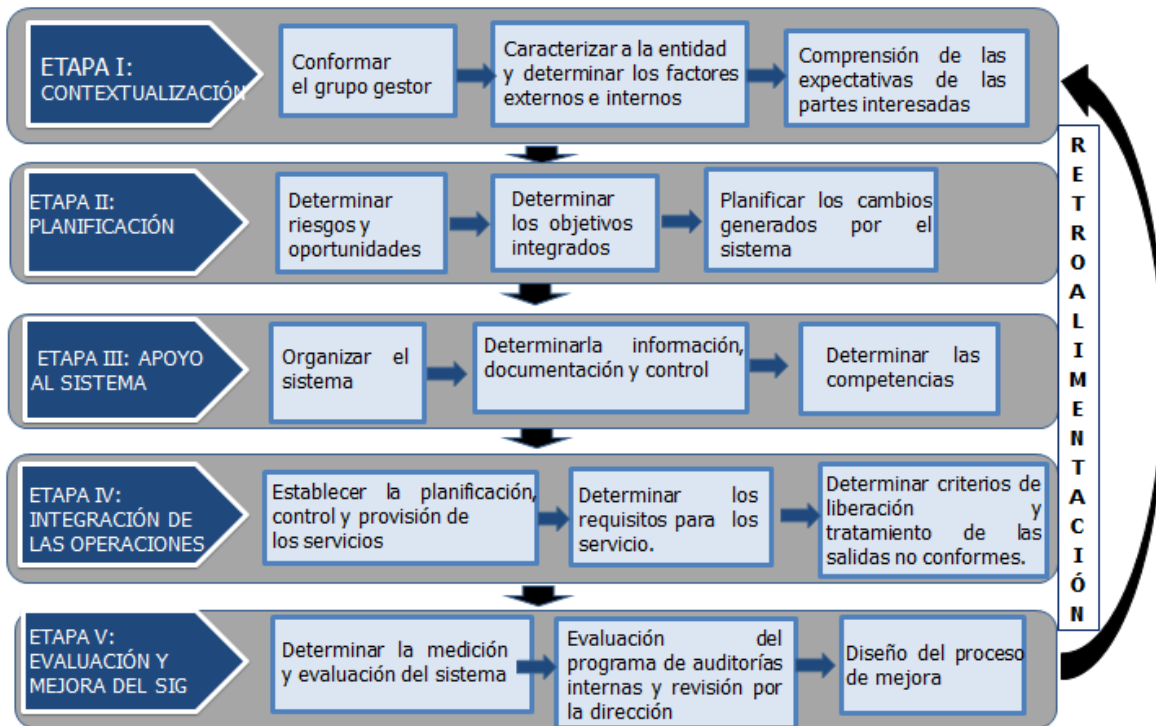 ETAPA I:
CONTEXTUALIZACIÓN
Conformar
el grupo gestor
Caracterizar a la entidad
y determinar los factores
externos e internos
Comprensión de las
expectativas de las
partes interesadas
ETAPA II:
PLANIFICACIÓN
Determinar
riesgos y
oportunidades
Determinar
los objetivos
integrados
Planificar los cambios
generados por el
sistema
ETAPA III: APOYO
AL SISTEMA
Organizar el
sistema
Determinarla información,
documentación y control
Determinar las
competencias
ETAPA IV:
INTEGRACIÓN DE
LAS OPERACIONES
Establecer la planificación,
control y provisión de
los servicios
Determinar los
requisitos para los
servicio.
Determinar criterios de
liberación y
tratamiento de las
salidas no conformes.
ETAPA V:
EVALUACIÓN Y
MEJORA DEL SIG
Determinar la medición
y evaluación del sistema
Evaluación del
programa de auditorías
internas y revisión por
la dirección
Diseño del proceso
de mejora
RETROALIMENTACIÓN